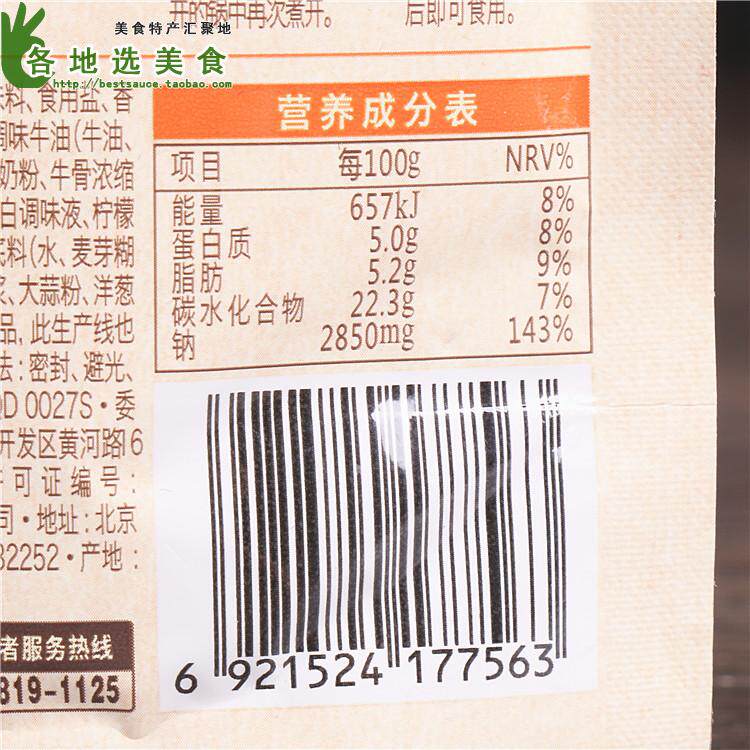 开的锅中再次煮开。
后即可食用。
美食特产汇聚地
各地选美食
http://bestsauce.taobao.com
料、食用盐、香
调味牛油(牛油、
奶粉、牛骨浓缩
白调味液、柠檬
料(水、麦芽糊
、大蒜粉、洋葱
品, 此生产线也
法:密封、避光、
QD 0027S·委
开发区黄河路6
可证编号:
司·地址:北京
32252·产地:
者服务热线
819-1125
营养成分表
项目 每100g NRV%
能量 657kJ 8%
蛋白质 5.0g 8%
脂肪 5.2g 9%
碳水化合物 22.3g 7%
钠 2850mg 143%
6 921524 177563